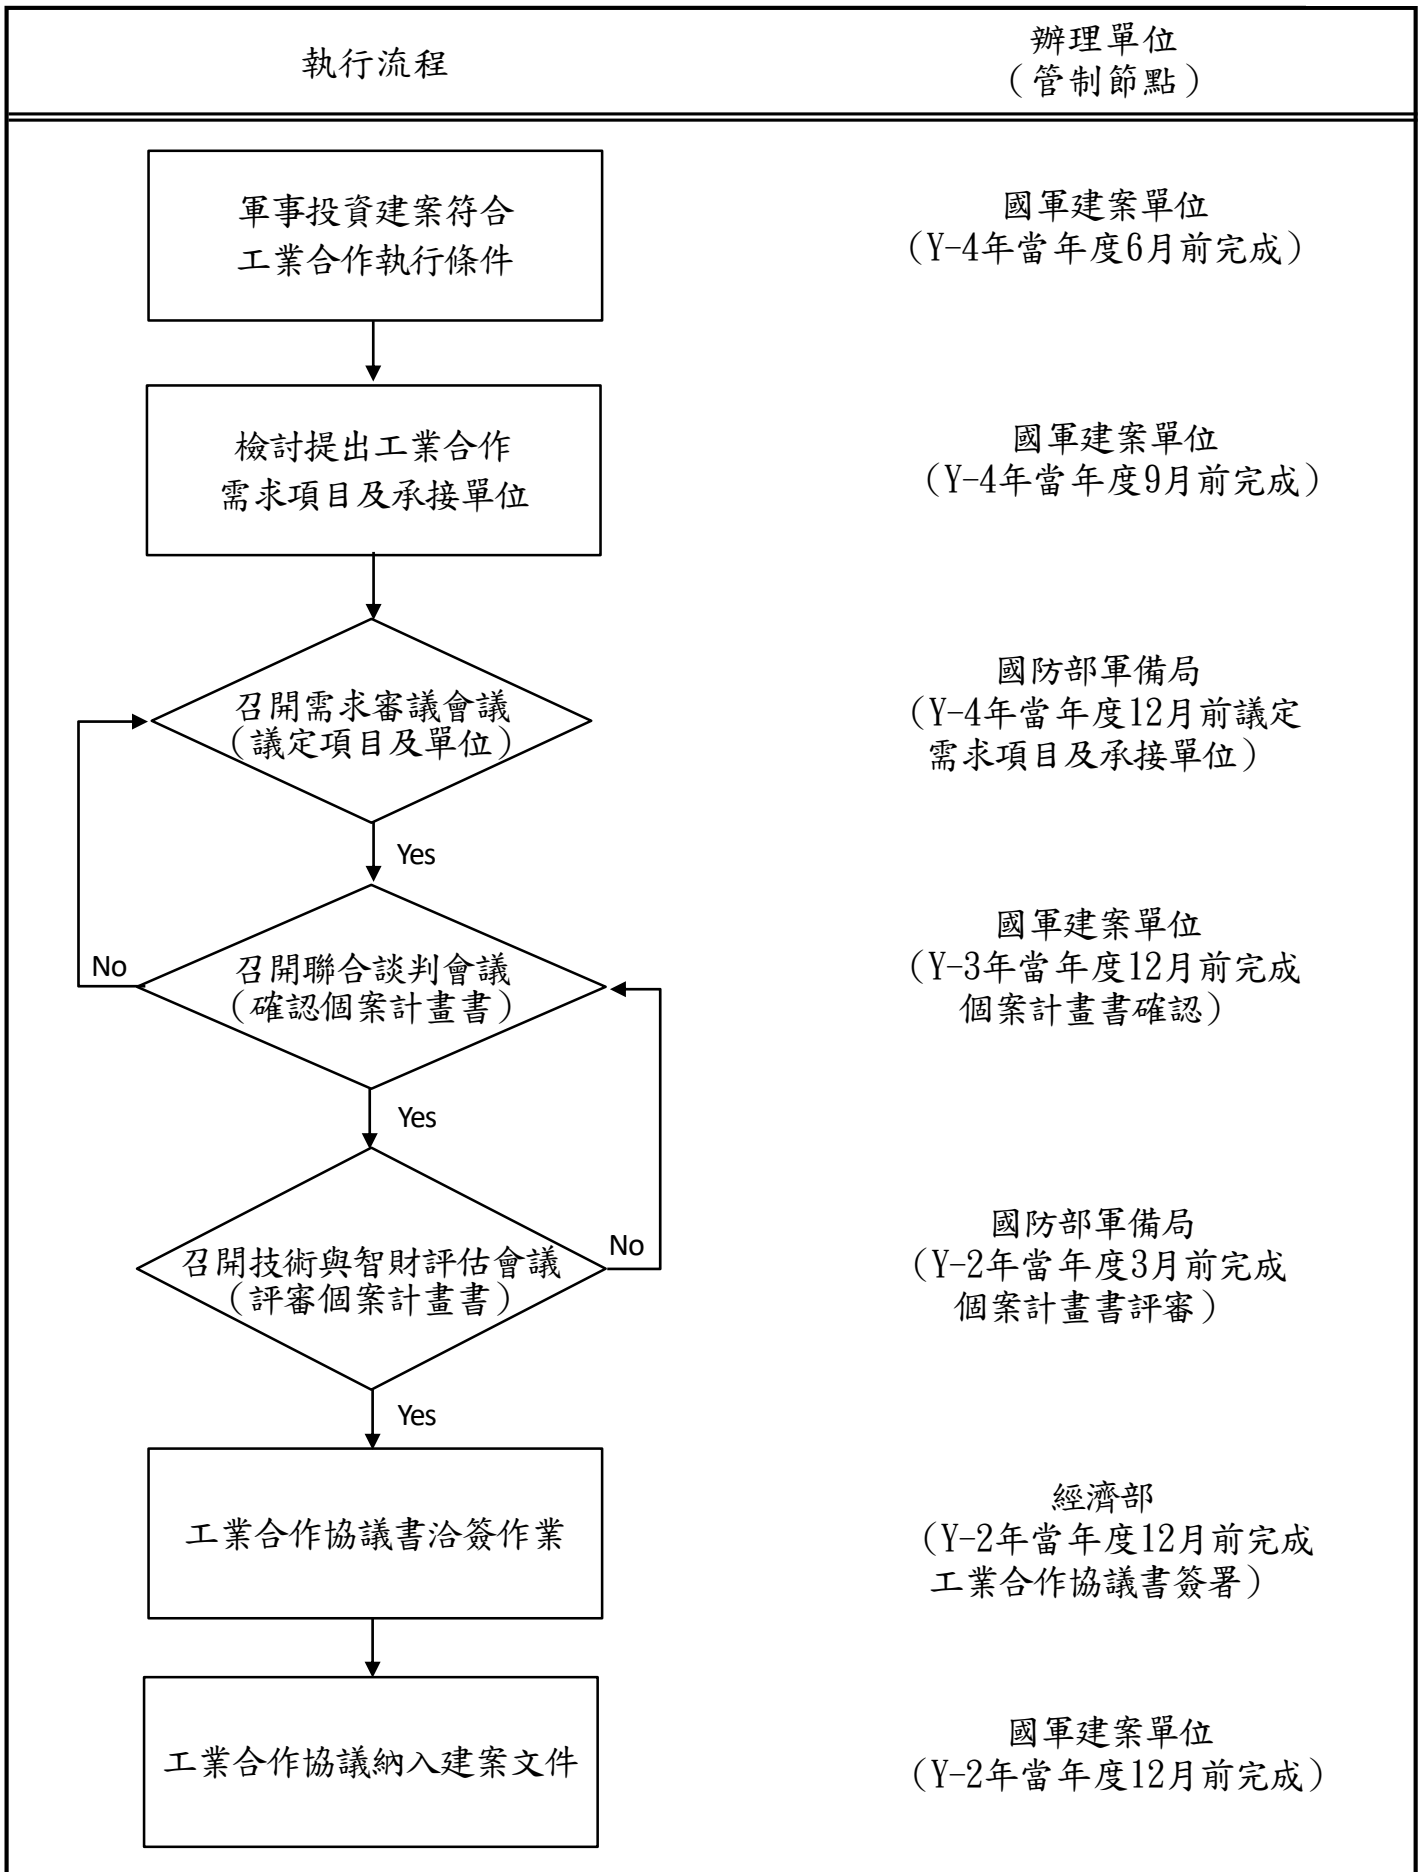 執行流程
辦理單位
（管制節點）
軍事投資建案符合
工業合作執行條件
國軍建案單位
（Y-4年當年度6月前完成）
檢討提出工業合作
需求項目及承接單位
國軍建案單位
（Y-4年當年度9月前完成）
召開需求審議會議
（議定項目及單位）
國防部軍備局
（Y-4年當年度12月前議定
需求項目及承接單位）
Yes
召開聯合談判會議
（確認個案計畫書）
No
國軍建案單位
（Y-3年當年度12月前完成
個案計畫書確認）
Yes
召開技術與智財評估會議
（評審個案計畫書）
No
國防部軍備局
（Y-2年當年度3月前完成
個案計畫書評審）
Yes
工業合作協議書洽簽作業
經濟部
（Y-2年當年度12月前完成
工業合作協議書簽署）
工業合作協議納入建案文件
國軍建案單位
（Y-2年當年度12月前完成）